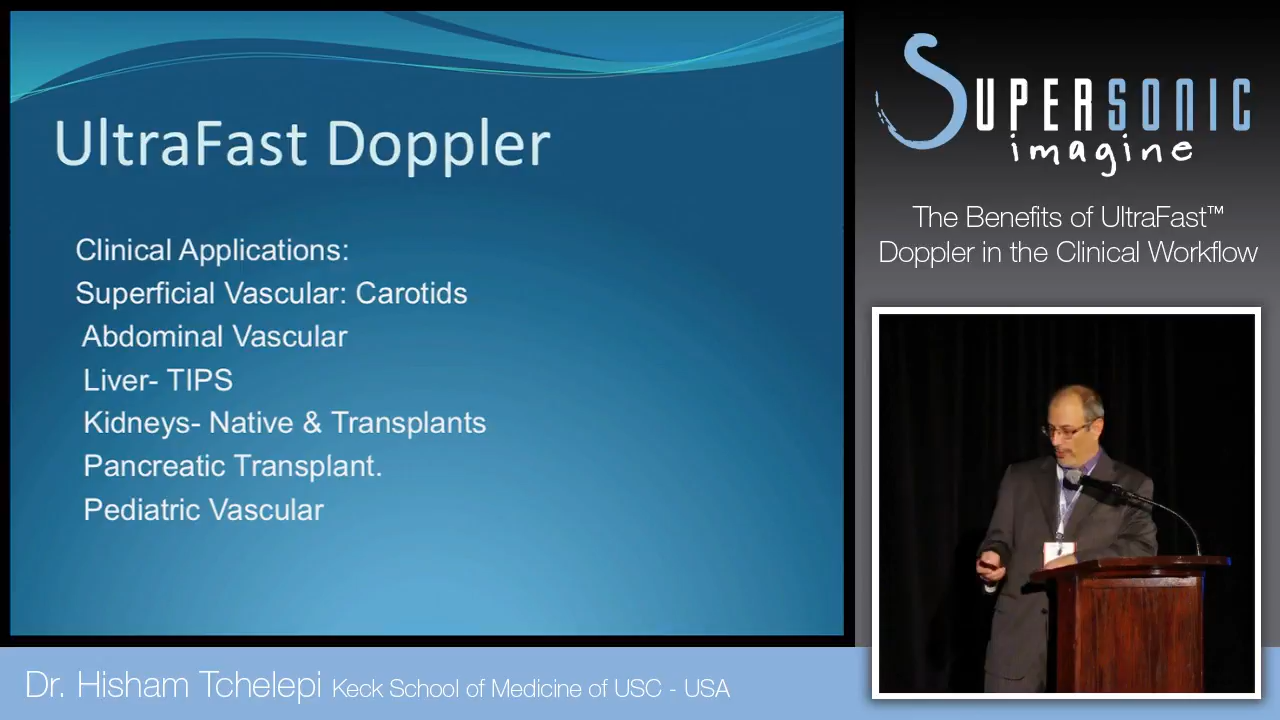 UltraFast Doppler
Clinical Applications:
Superficial Vascular: Carotids
Abdominal Vascular
Liver- TIPS
Kidneys- Native & Transplants
Pancreatic Transplant.
Pediatric Vascular
SUPERSONIC
imagine
The Benefits of UltraFast™
Doppler in the Clinical Workflow
Dr. Hisham Tchelepi Keck School of Medicine of USC - USA